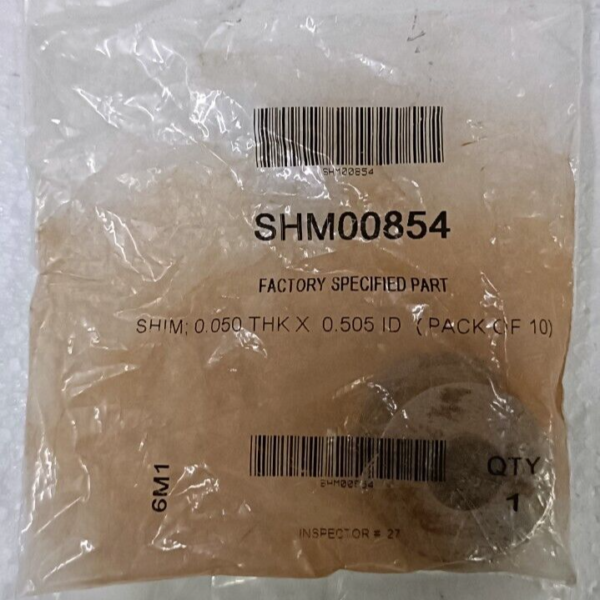 SHM00854
SHM00854
FACTORY SPECIFIED PART
SHIM; 0.050 THK X 0.505 ID (PACK OF 10)
6M1
SHM00854
QTY
1
INSPECTOR # 27